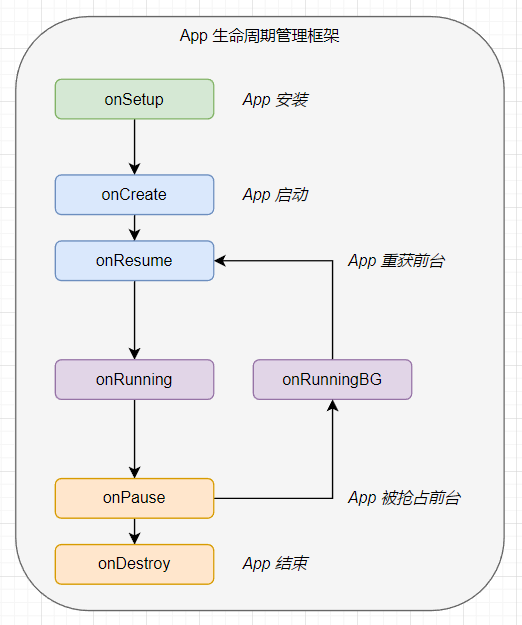 App 生命周期管理框架
onSetup
App 安装
onCreate
App 启动
onResume
App 重获前台
onRunning
onRunningBG
onPause
App 被抢占前台
onDestroy
App 结束